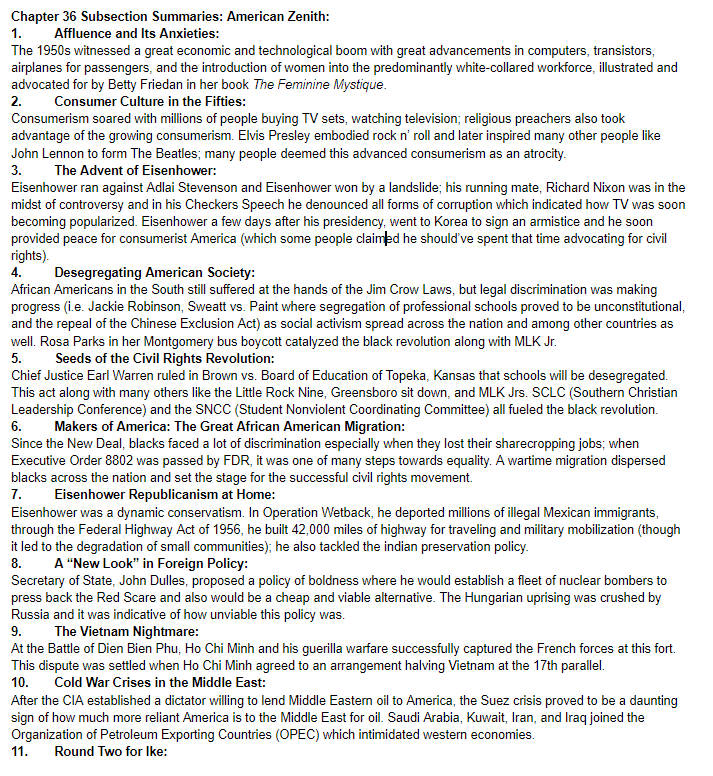 Chapter 36 Subsection Summaries: American Zenith:
1. Affluence and Its Anxieties:
The 1950s witnessed a great economic and technological boom with great advancements in computers, transistors,
airplanes for passengers, and the introduction of women into the predominantly white-collared workforce, illustrated and
advocated for by Betty Friedan in her book The Feminine Mystique.
2. Consumer Culture in the Fifties:
Consumerism soared with millions of people buying TV sets, watching television; religious preachers also took
advantage of the growing consumerism. Elvis Presley embodied rock n' roll and later inspired many other people like
John Lennon to form The Beatles; many people deemed this advanced consumerism as an atrocity.
3. The Advent of Eisenhower:
Eisenhower ran against Adlai Stevenson and Eisenhower won by a landslide; his running mate, Richard Nixon was in the
midst of controversy and in his Checkers Speech he denounced all forms of corruption which indicated how TV was soon
becoming popularized. Eisenhower a few days after his presidency, went to Korea to sign an armistice and he soon
provided peace for consumerist America (which some people claimed he should've spent that time advocating for civil
rights).
4. Desegregating American Society:
African Americans in the South still suffered at the hands of the Jim Crow Laws, but legal discrimination was making
progress (i.e. Jackie Robinson, Sweatt vs. Paint where segregation of professional schools proved to be unconstitutional,
and the repeal of the Chinese Exclusion Act) as social activism spread across the nation and among other countries as
well. Rosa Parks in her Montgomery bus boycott catalyzed the black revolution along with MLK Jr.
5. Seeds of the Civil Rights Revolution:
Chief Justice Earl Warren ruled in Brown vs. Board of Education of Topeka, Kansas that schools will be desegregated.
This act along with many others like the Little Rock Nine, Greensboro sit down, and MLK Jrs. SCLC (Southern Christian
Leadership Conference) and the SNCC (Student Nonviolent Coordinating Committee) all fueled the black revolution.
6. Makers of America: The Great African American Migration:
Since the New Deal, blacks faced a lot of discrimination especially when they lost their sharecropping jobs; when
Executive Order 8802 was passed by FDR, it was one of many steps towards equality. A wartime migration dispersed
blacks across the nation and set the stage for the successful civil rights movement.
7. Eisenhower Republicanism at Home:
Eisenhower was a dynamic conservatism. In Operation Wetback, he deported millions of illegal Mexican immigrants,
through the Federal Highway Act of 1956, he built 42,000 miles of highway for traveling and military mobilization (though
it led to the degradation of small communities); he also tackled the indian preservation policy.
8. A "New Look" in Foreign Policy:
Secretary of State, John Dulles, proposed a policy of boldness where he would establish a fleet of nuclear bombers to
press back the Red Scare and also would be a cheap and viable alternative. The Hungarian uprising was crushed by
Russia and it was indicative of how unviable this policy was.
9. The Vietnam Nightmare:
At the Battle of Dien Bien Phu, Ho Chi Minh and his guerilla warfare successfully captured the French forces at this fort.
This dispute was settled when Ho Chi Minh agreed to an arrangement halving Vietnam at the 17th parallel.
10. Cold War Crises in the Middle East:
After the CIA established a dictator willing to lend Middle Eastern oil to America, the Suez crisis proved to be a daunting
sign of how much more reliant America is to the Middle East for oil. Saudi Arabia, Kuwait, Iran, and Iraq joined the
Organization of Petroleum Exporting Countries (OPEC) which intimidated western economies.
11. Round Two for Ike: